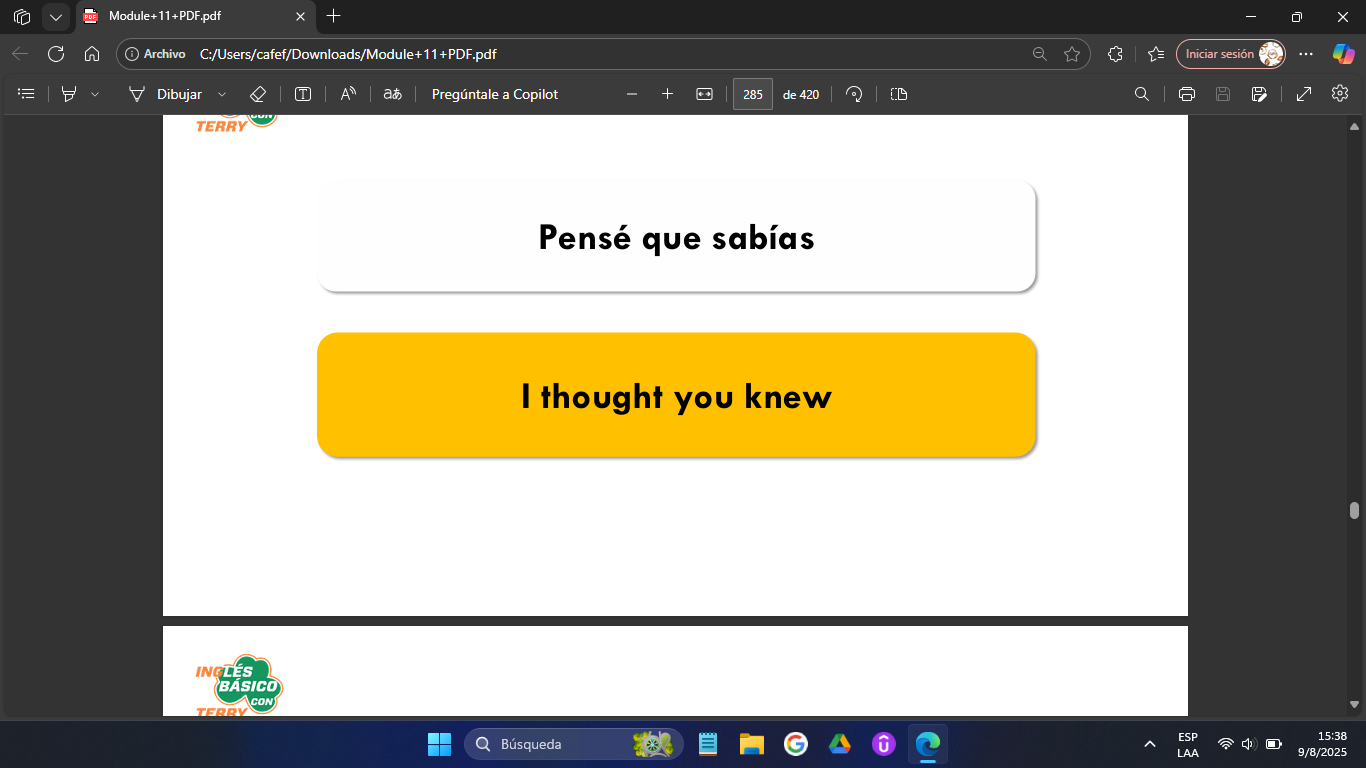 Module+11+PDF.pdf
Archivo C:/Users/cafef/Downloads/Module+11+PDF.pdf Iniciar sesión
Dibujar Pregúntale a Copilot 285 de 420
TERRY CON
Pensé que sabías
I thought you knew
INGLÉS
BÁSICO
CON
TERRY
Búsqueda
ESP
LAA
15:38
9/8/2025